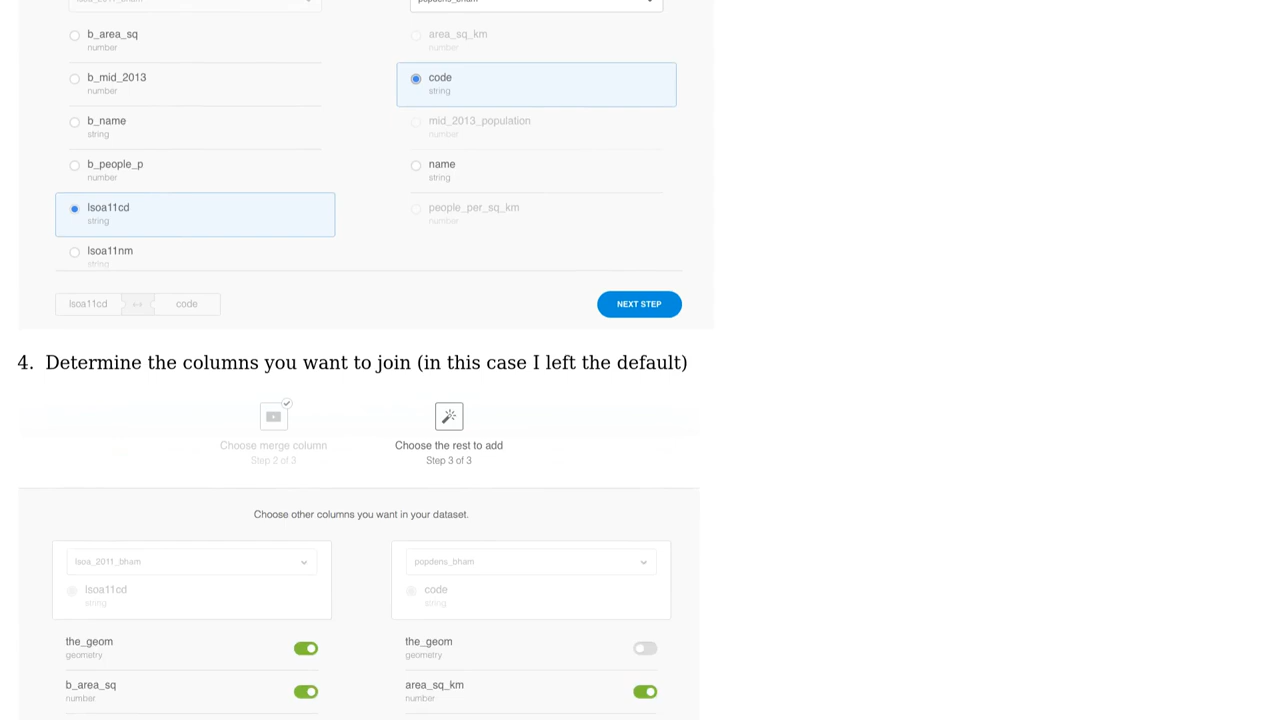 popdens_bham
b_area_sq
number
b_mid_2013
number
b_name
string
b_people_p
number
lsoa11cd
string
lsoa11nm
string
area_sq_km
number
code
string
mid_2013_population
number
name
string
people_per_sq_km
number
lsoa11cd ↔ code
NEXT STEP
4. Determine the columns you want to join (in this case I left the default)
Choose merge column
Step 2 of 3
Choose the rest to add
Step 3 of 3
Choose other columns you want in your dataset.
lsoa_2011_bham
lsoa11cd
string
the_geom
geometry
b_area_sq
number
popdens_bham
code
string
the_geom
geometry
area_sq_km
number